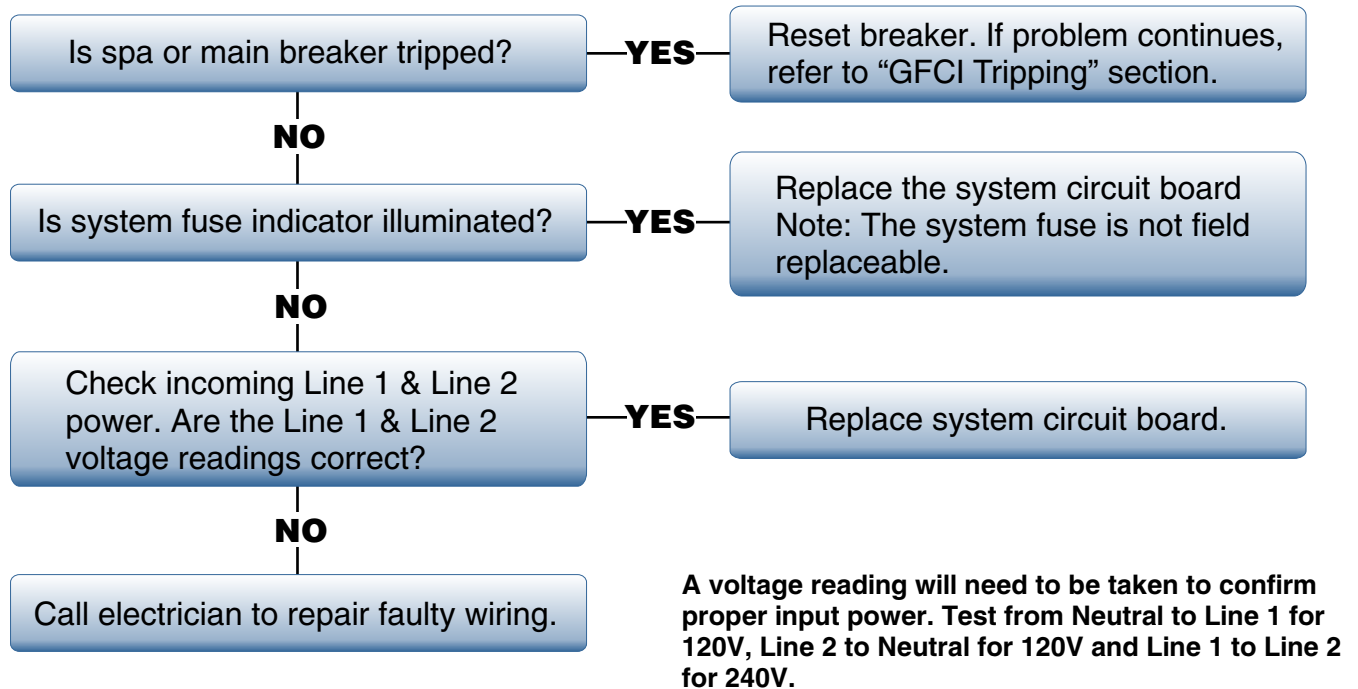 Is spa or main breaker tripped?
YES
Reset breaker. If problem continues,
refer to “GFCI Tripping” section.
NO
Is system fuse indicator illuminated?
YES
Replace the system circuit board
Note: The system fuse is not field
replaceable.
NO
Check incoming Line 1 & Line 2
power. Are the Line 1 & Line 2
voltage readings correct?
YES
Replace system circuit board.
NO
Call electrician to repair faulty wiring.
A voltage reading will need to be taken to confirm
proper input power. Test from Neutral to Line 1 for
120V, Line 2 to Neutral for 120V and Line 1 to Line 2
for 240V.